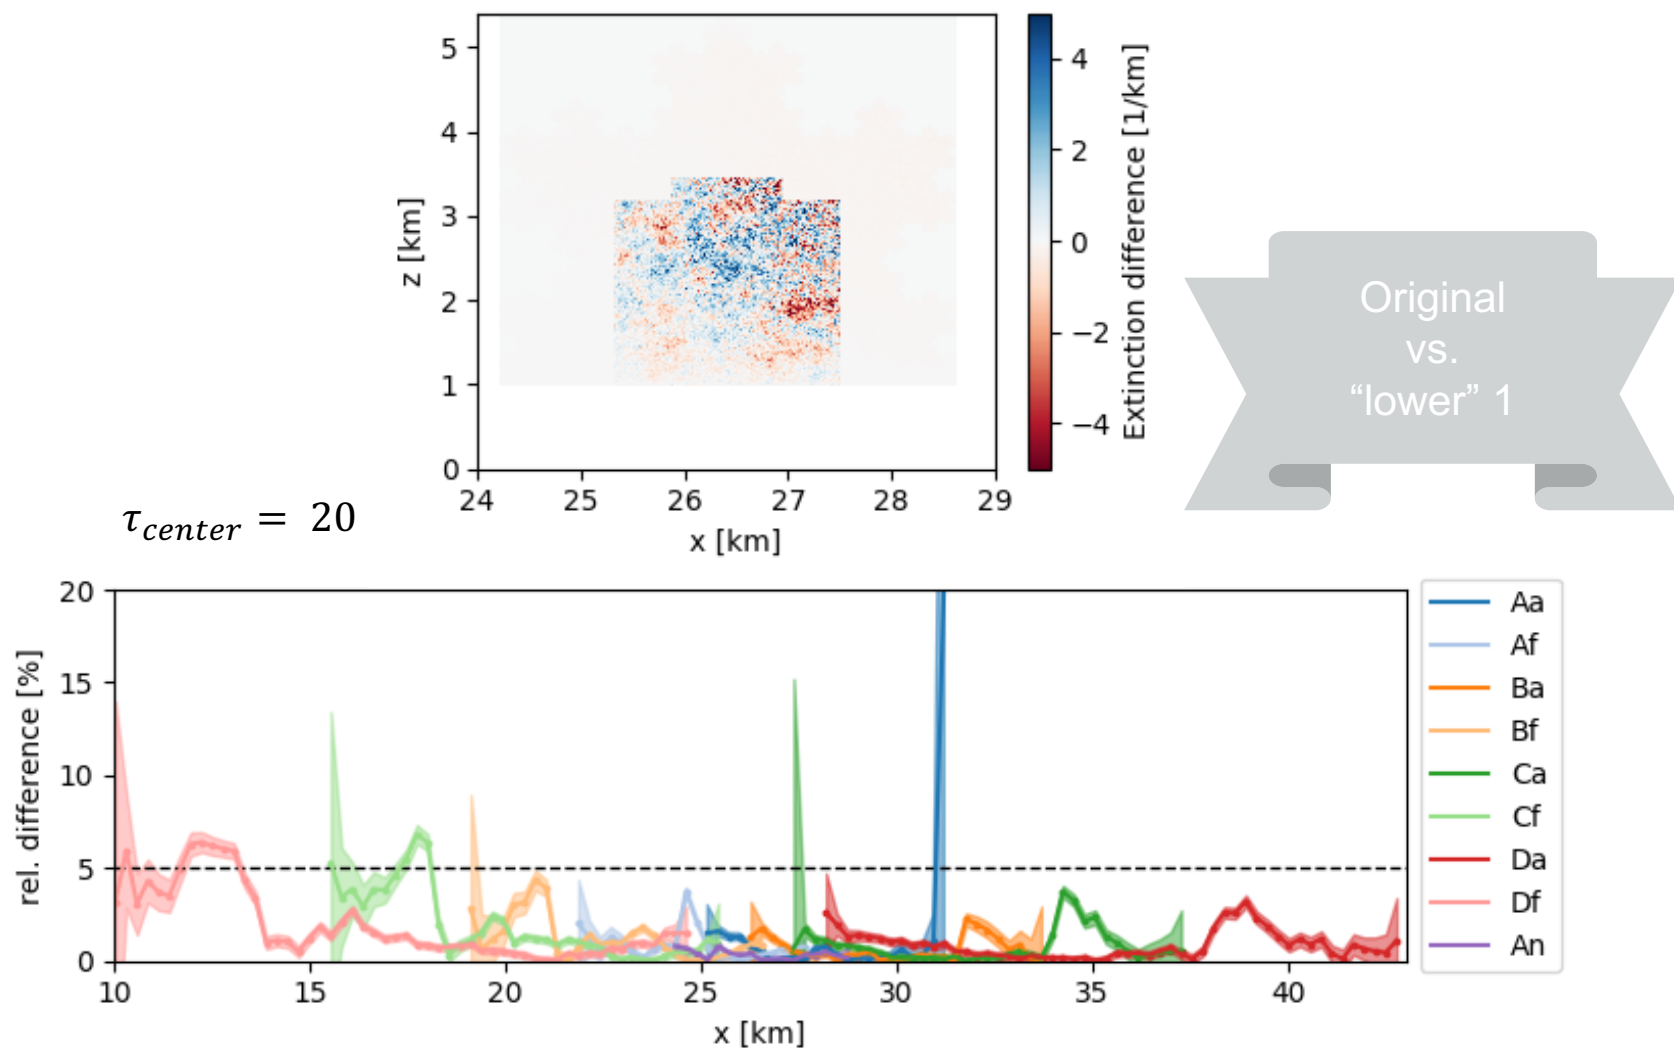 5
4
3
2
1
0
z [km]
24 25 26 27 28 29
x [km]
4
2
0
−2
−4
Extinction difference [1/km]
Original
vs.
“lower” 1
τcenter = 20
20
15
10
5
0
rel. difference [%]
10 15 20 25 30 35 40
x [km]
Aa
Af
Ba
Bf
Ca
Cf
Da
Df
An